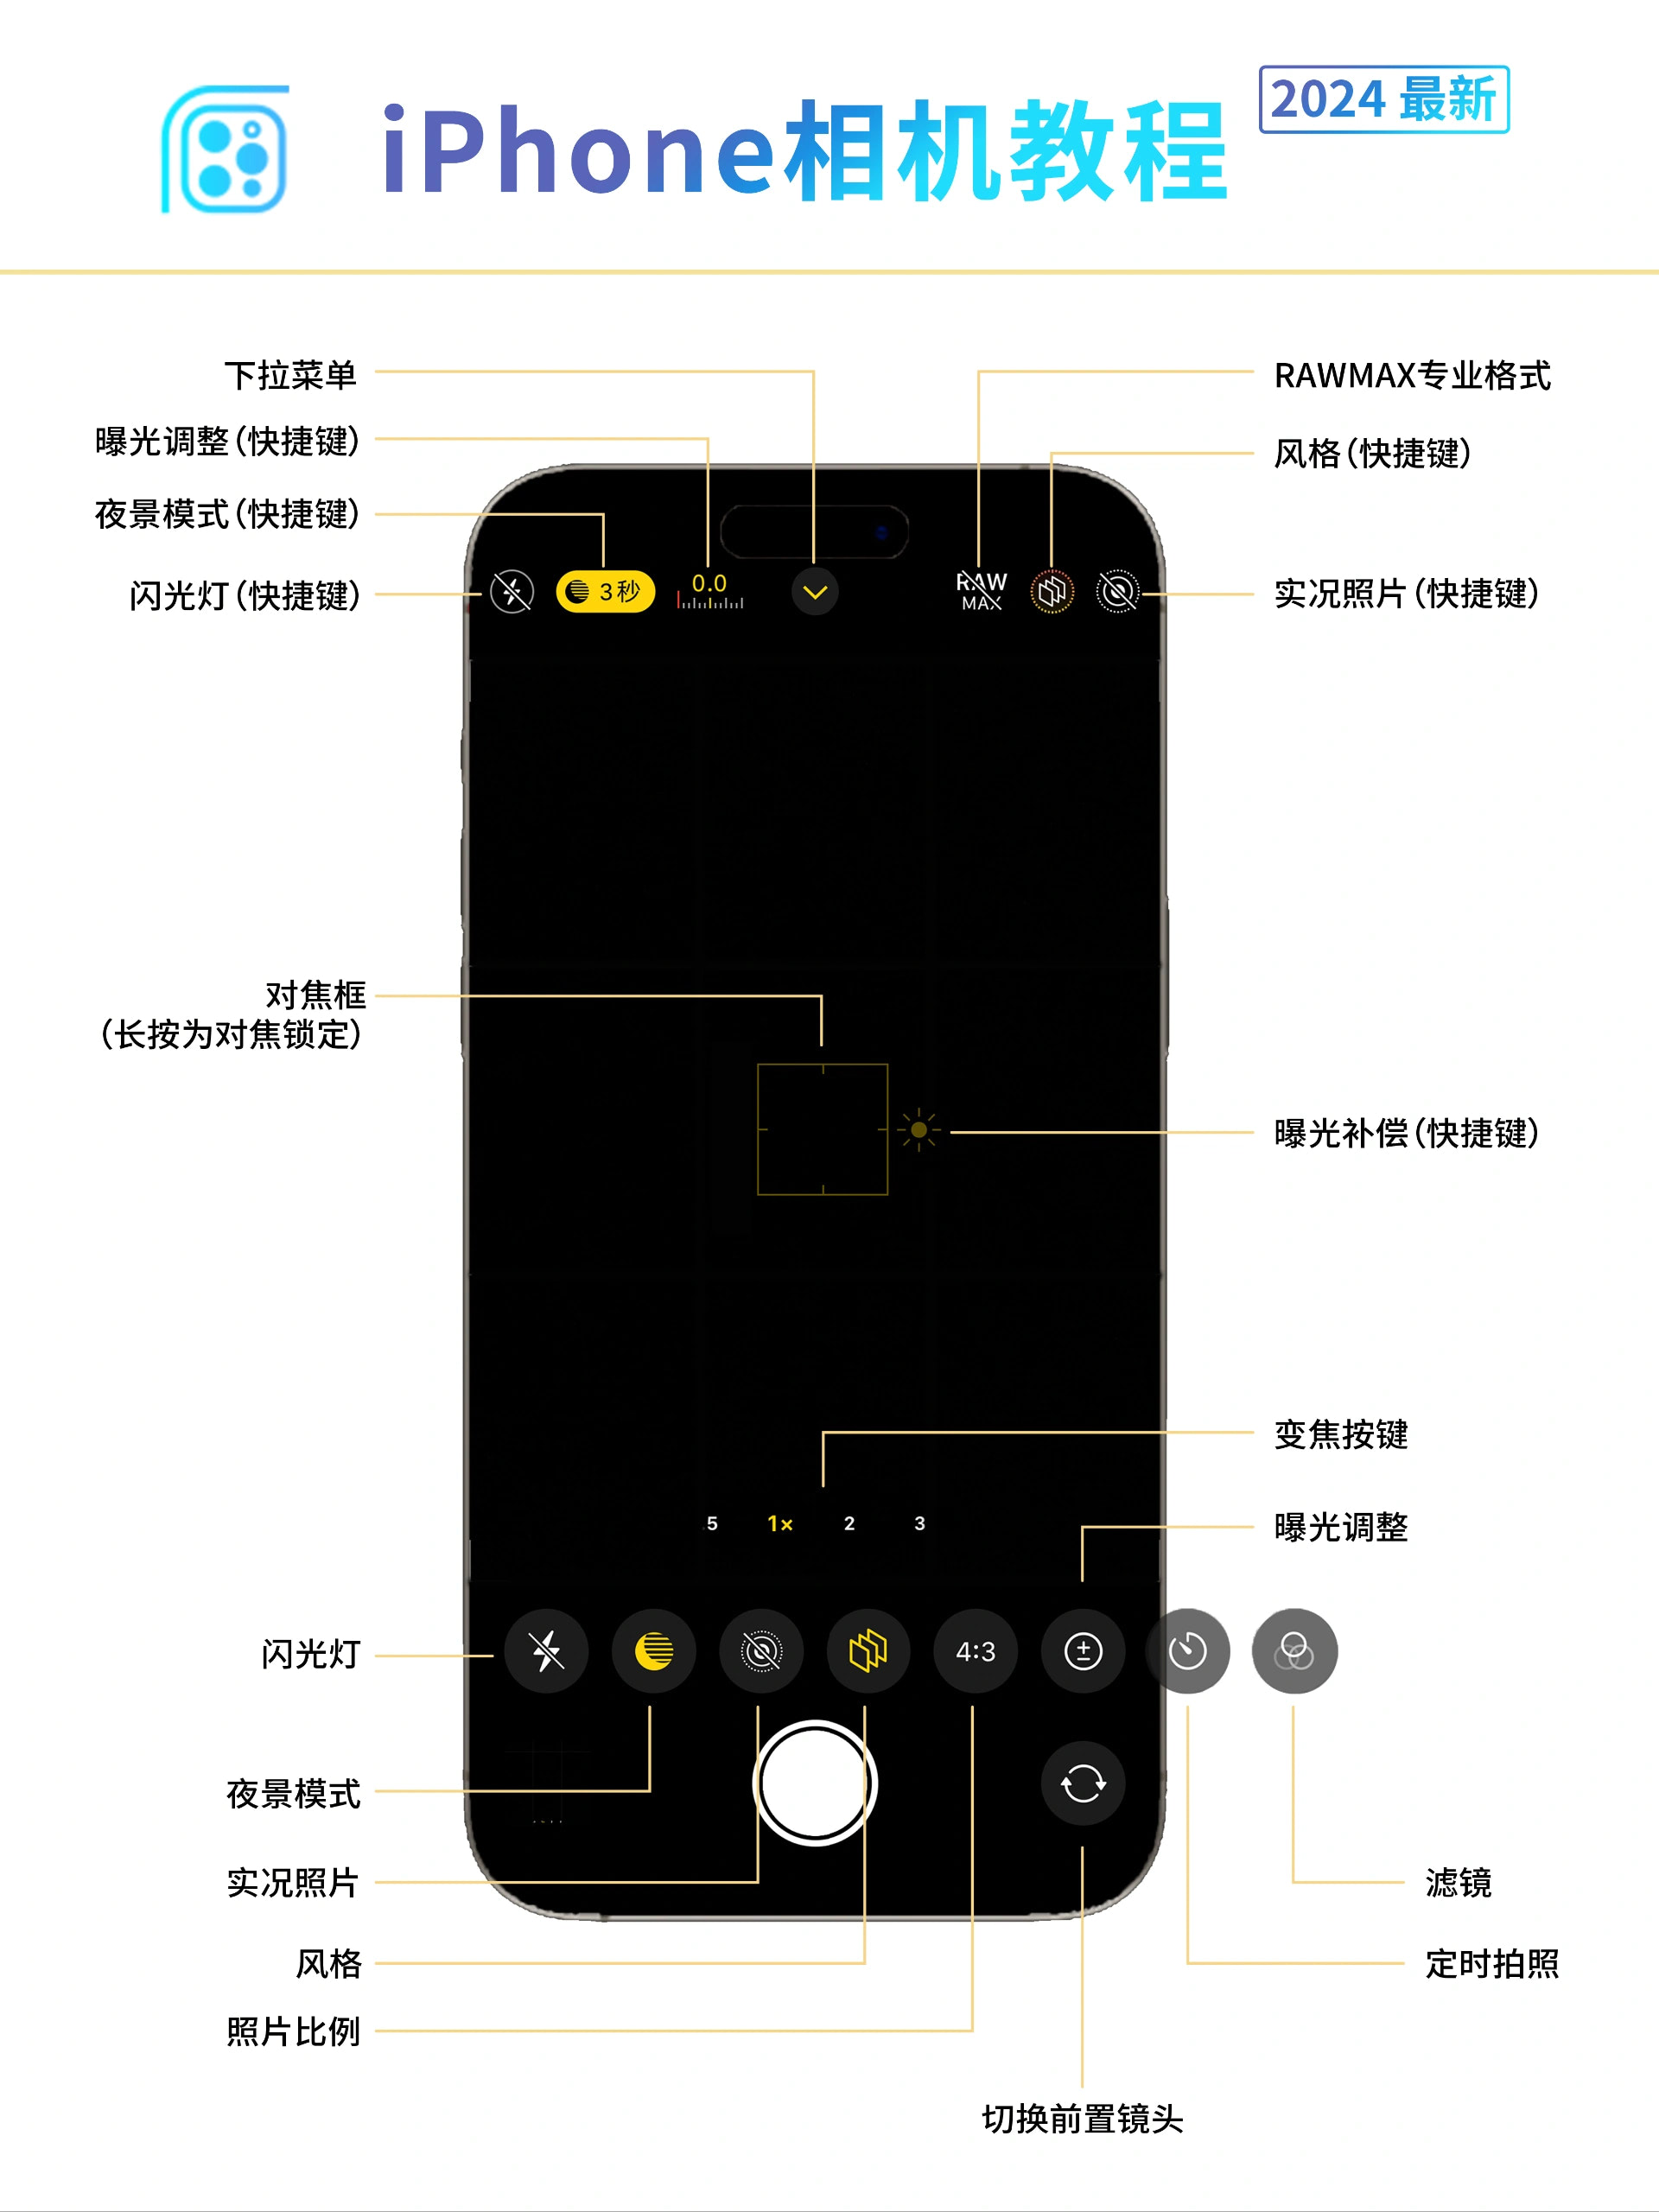 iPhone相机教程
2024 最新
下拉菜单
RAWMAX专业格式
曝光调整(快捷键)
风格(快捷键)
夜景模式(快捷键)
闪光灯(快捷键)
3秒
0.0
RAW
MAX
实况照片(快捷键)
对焦框
(长按为对焦锁定)
曝光补偿(快捷键)
变焦按键
5 1× 2 3
曝光调整
闪光灯
4:3
夜景模式
实况照片
滤镜
风格
定时拍照
照片比例
切换前置镜头